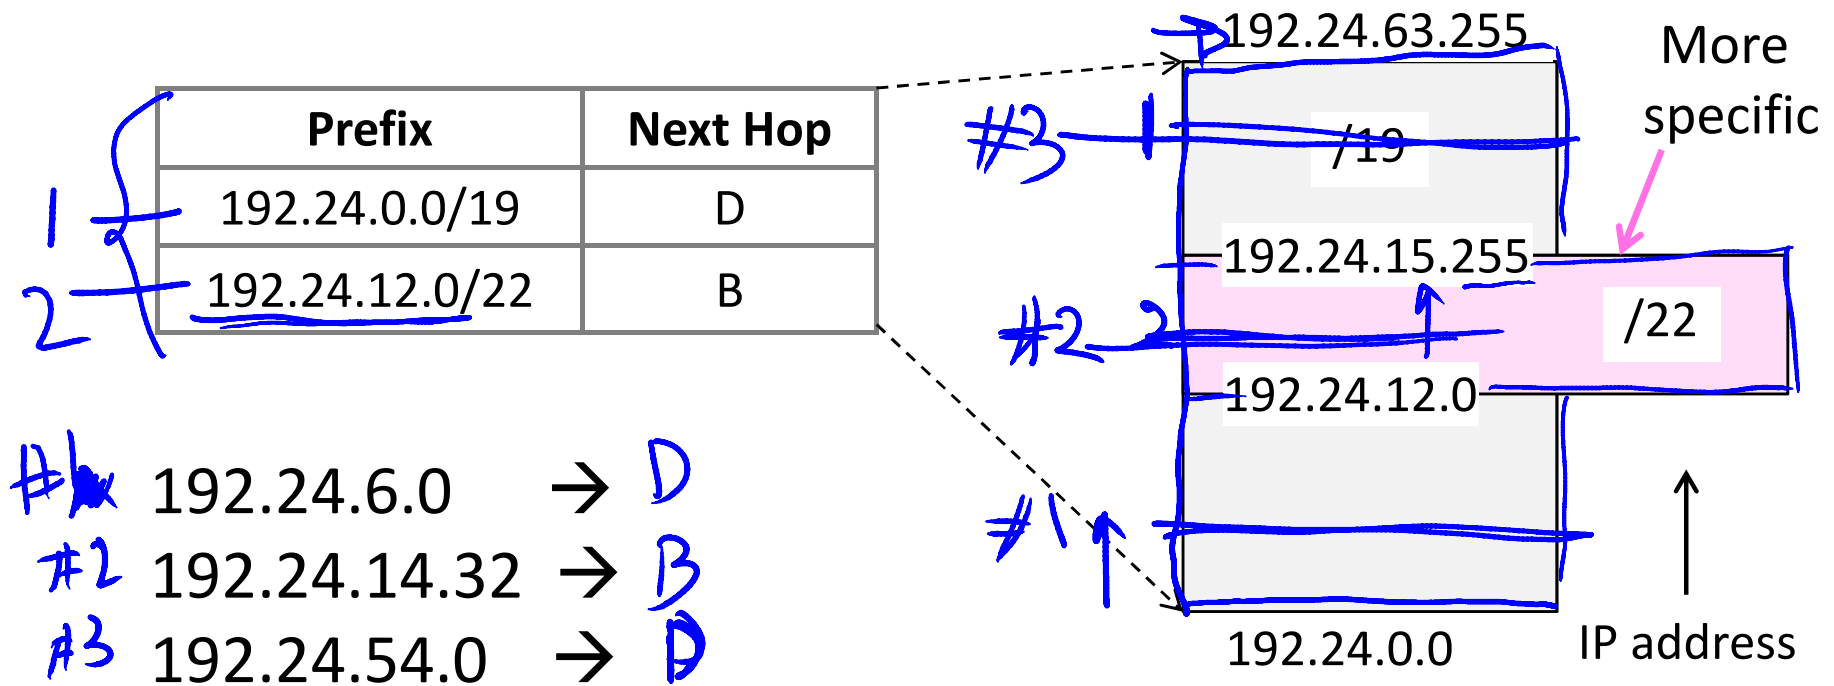 192.24.63.255
More
specific
Prefix Next Hop
#3 1 /19
1 192.24.0.0/19 D
192.24.15.255
2 192.24.12.0/22 B
#2 2 /22
192.24.12.0
#1 192.24.6.0 → D
#1
#2 192.24.14.32 → B
#3 192.24.54.0 → D
192.24.0.0
IP address